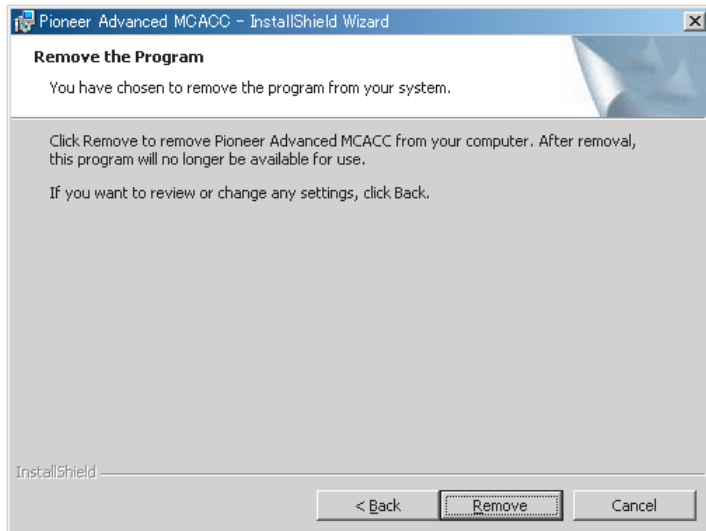 Pioneer Advanced MCACC - InstallShield Wizard
Remove the Program
You have chosen to remove the program from your system.
Click Remove to remove Pioneer Advanced MCACC from your computer. After removal,
this program will no longer be available for use.
If you want to review or change any settings, click Back.
InstallShield
< Back Remove Cancel